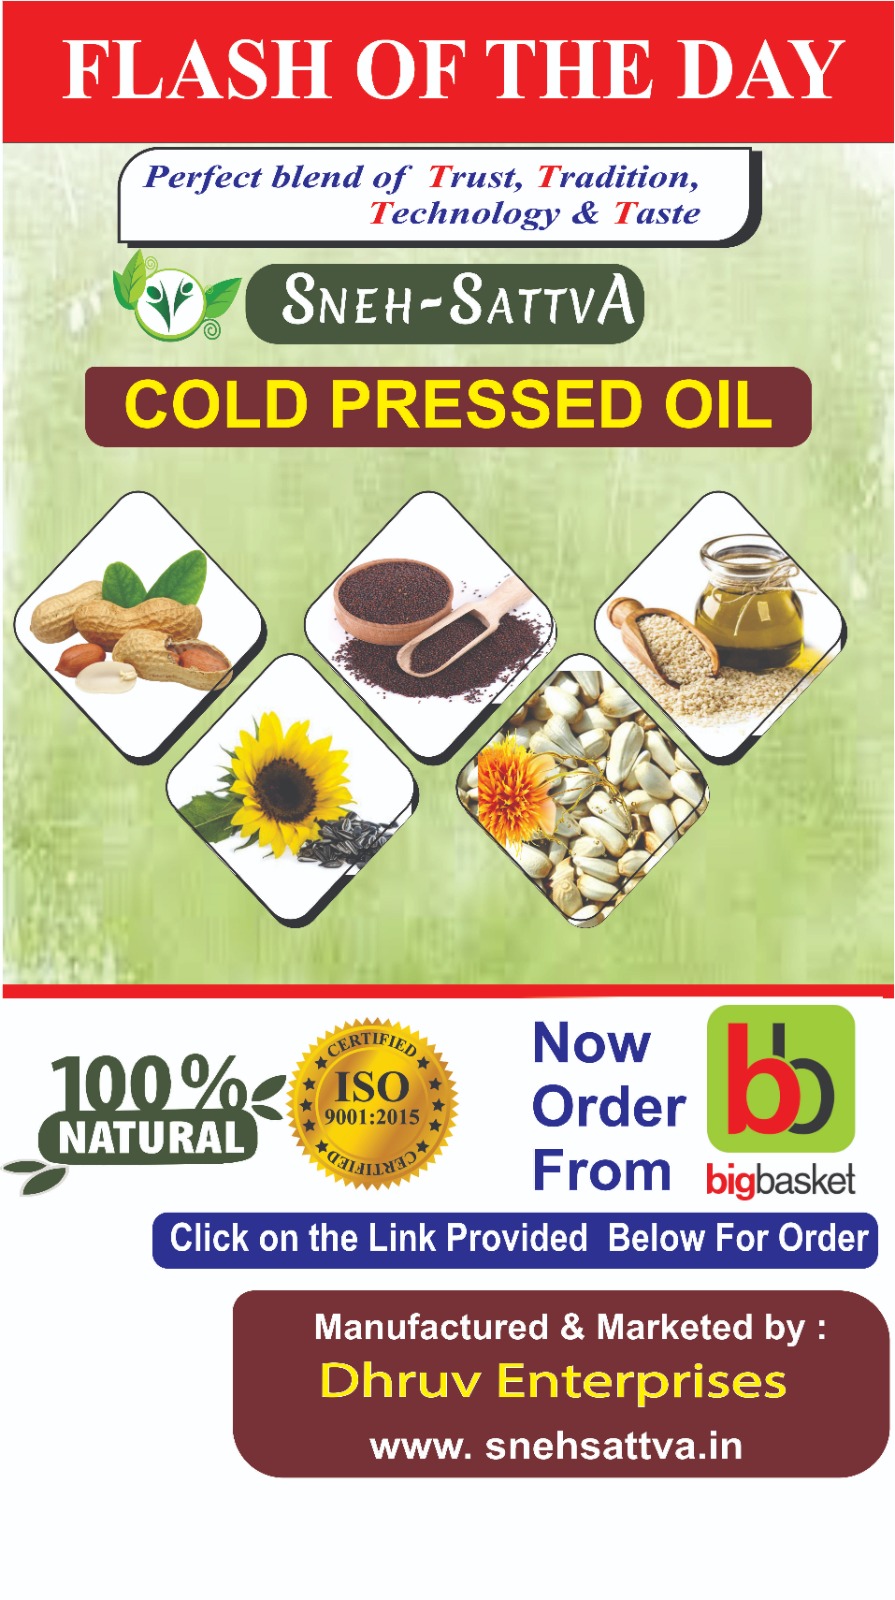 FLASH OF THE DAY
Perfect blend of Trust, Tradition,
Technology & Taste
SNEH-SATTVA
COLD PRESSED OIL
100%
NATURAL
CERTIFIED
ISO
9001:2015
CERTIFIED
Now
Order
From
bb
bigbasket
Click on the Link Provided Below For Order
Manufactured & Marketed by :
Dhruv Enterprises
www. snehsattva.in